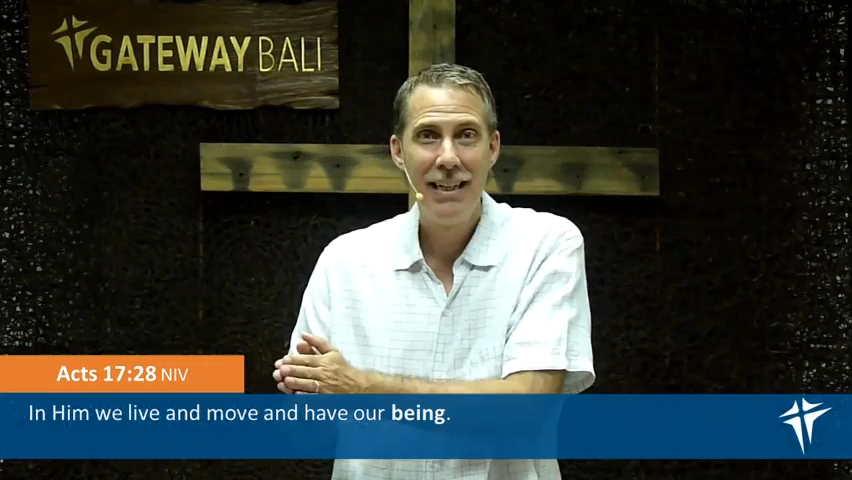 GATEWAY BALI
Acts 17:28 NIV
In Him we live and move and have our being.